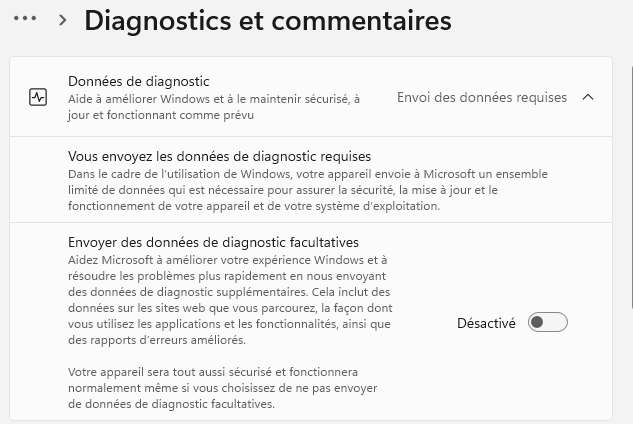 ••• > Diagnostics et commentaires
Données de diagnostic
Aide à améliorer Windows et à le maintenir sécurisé, à
jour et fonctionnant comme prévu
Envoi des données requises
Vous envoyez les données de diagnostic requises
Dans le cadre de l'utilisation de Windows, votre appareil envoie à Microsoft un ensemble
limité de données qui est nécessaire pour assurer la sécurité, la mise à jour et le
fonctionnement de votre appareil et de votre système d'exploitation.
Envoyer des données de diagnostic facultatives
Aidez Microsoft à améliorer votre expérience Windows et à
résoudre les problèmes plus rapidement en nous envoyant
des données de diagnostic supplémentaires. Cela inclut des
données sur les sites web que vous parcourez, la façon dont
vous utilisez les applications et les fonctionnalités, ainsi que
des rapports d'erreurs améliorés.
Désactivé
Votre appareil sera tout aussi sécurisé et fonctionnera
normalement même si vous choisissez de ne pas envoyer
de données de diagnostic facultatives.